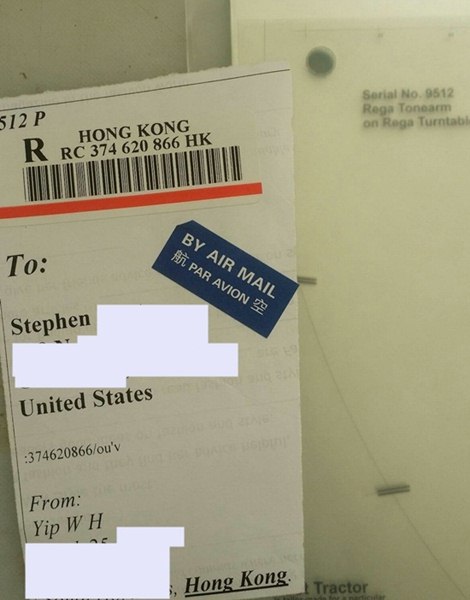 512 P
HONG KONG
R RC 374 620 866 HK
To:
BY AIR MAIL
航 PAR AVION 空
Stephen
United States
:374620866/ou'v
From:
Yip W H
Hong Kong.
Serial No. 9512
Rega Tonearm
on Rega Turntable
t Tractor